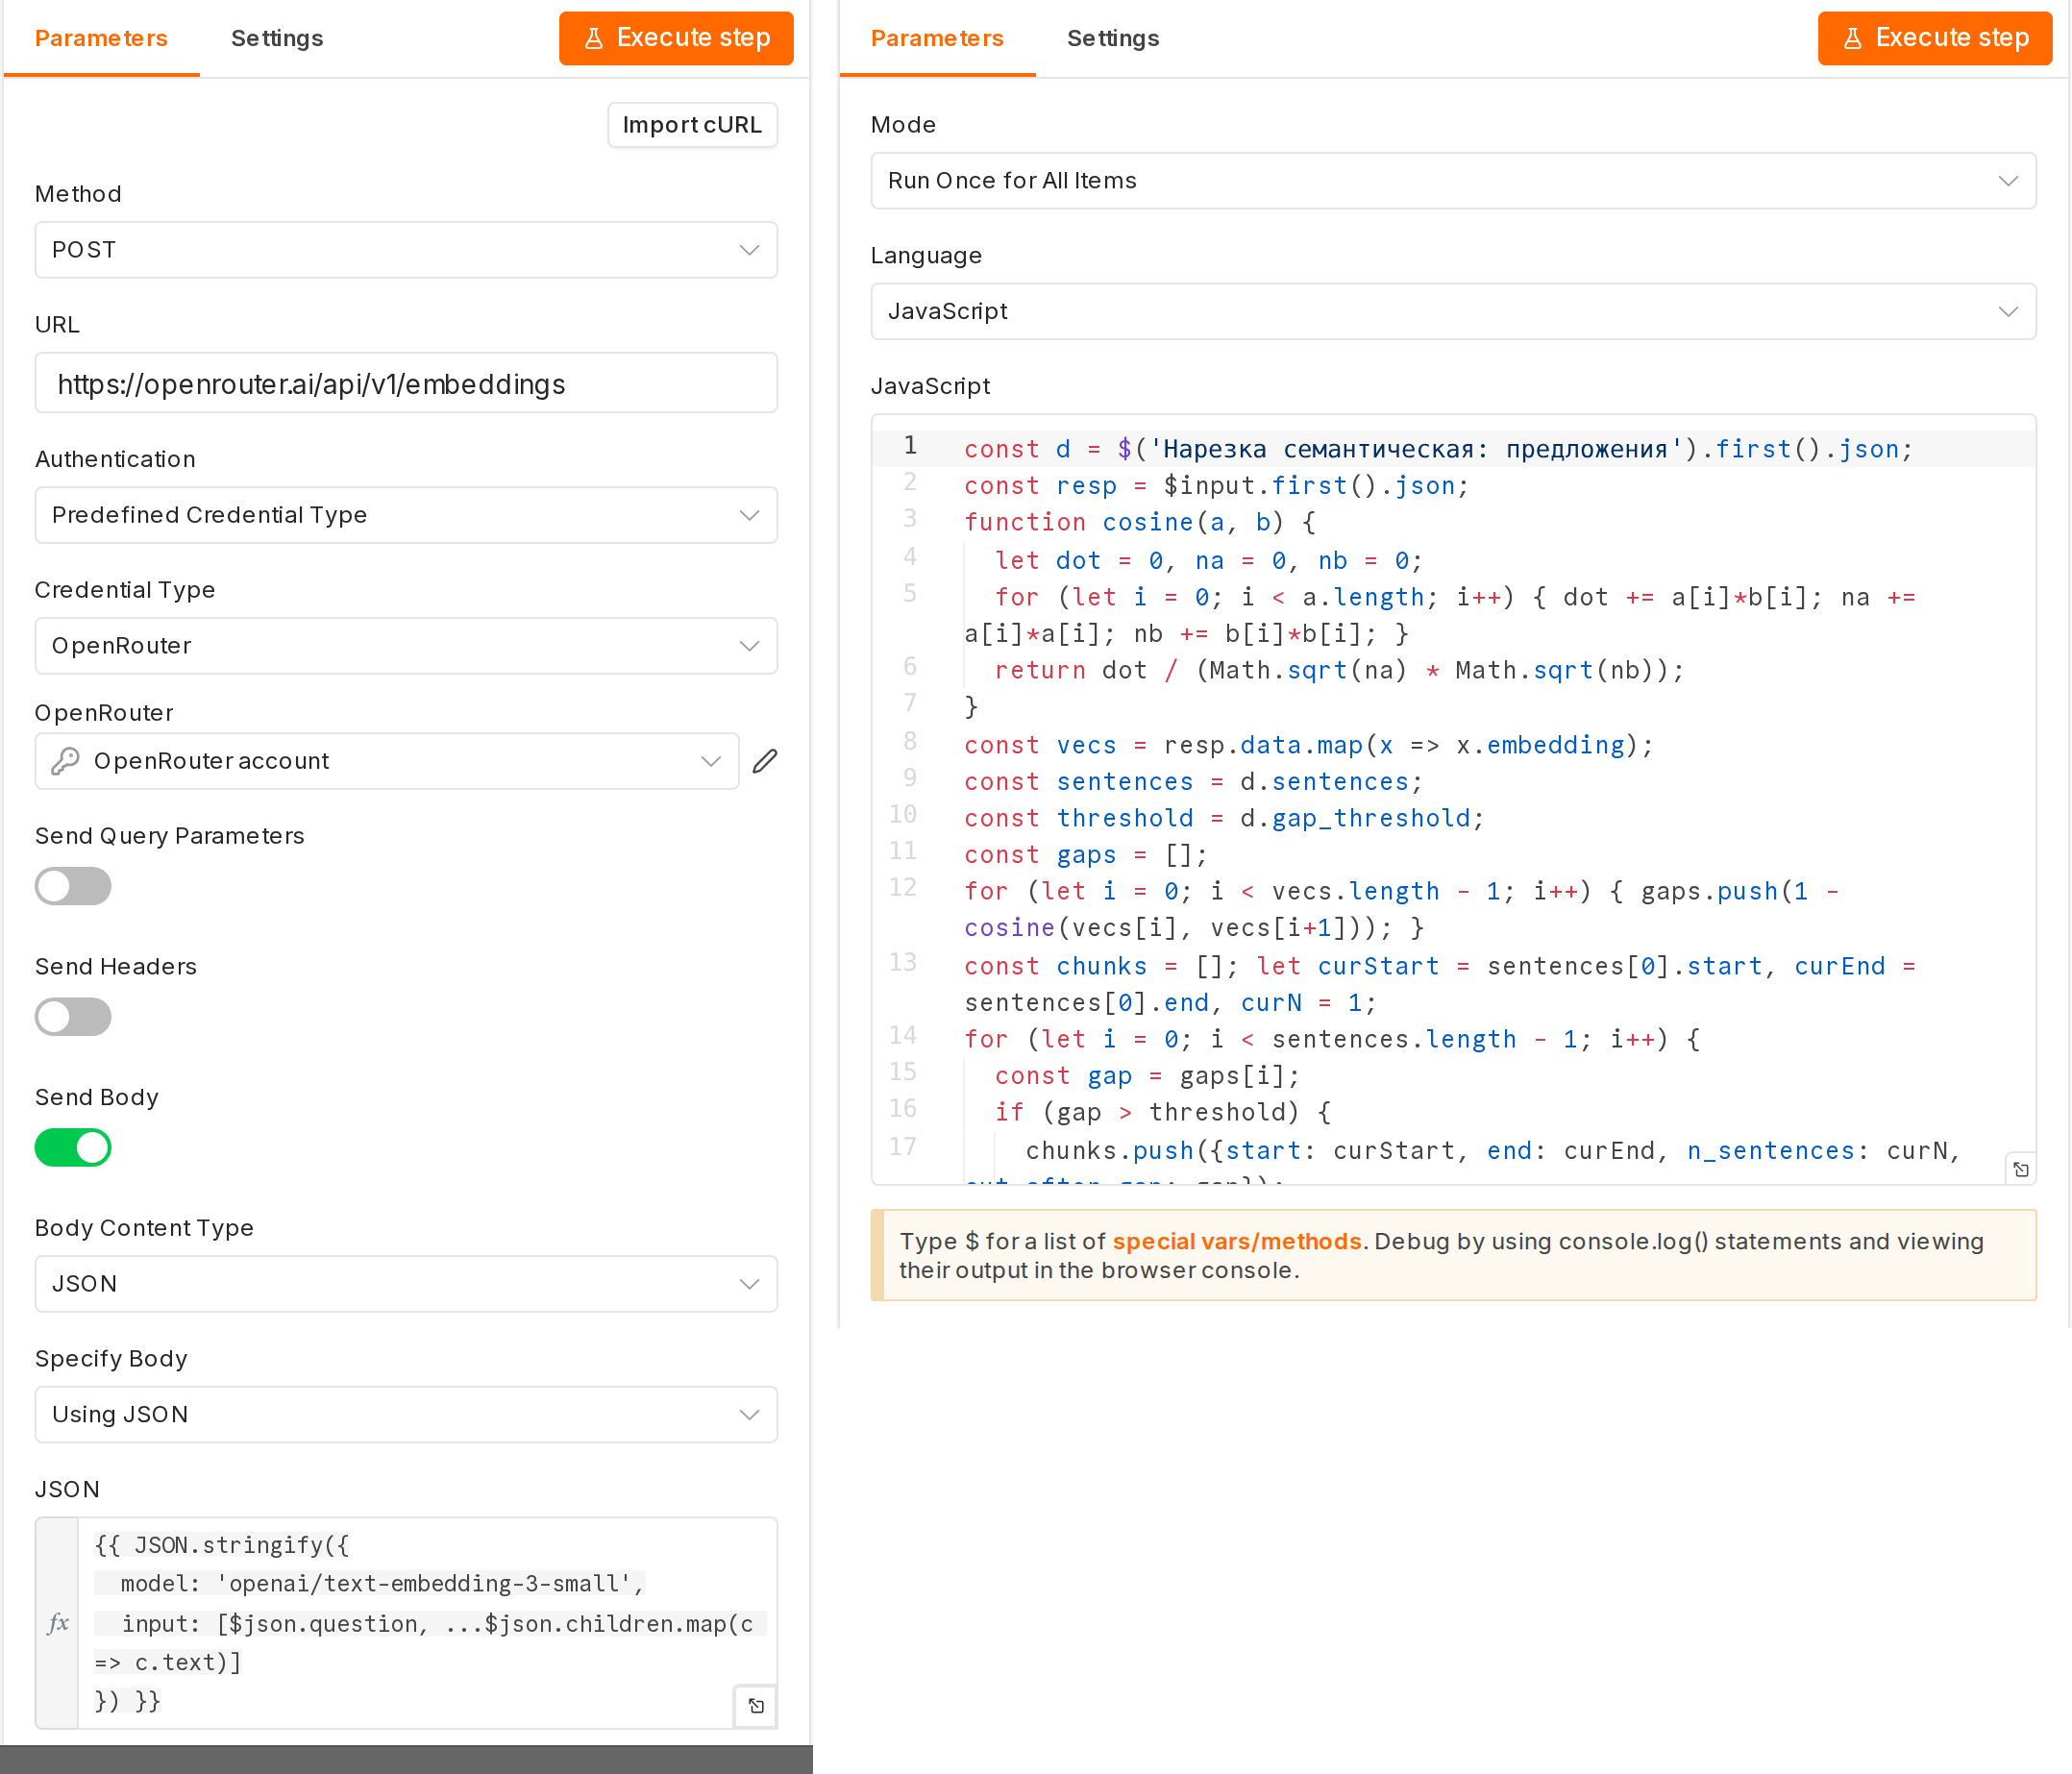 Parameters
Settings
Execute step
Import cURL
Method
POST
URL
https://openrouter.ai/api/v1/embeddings
Authentication
Predefined Credential Type
Credential Type
OpenRouter
OpenRouter
OpenRouter account
Send Query Parameters
Send Headers
Send Body
Body Content Type
JSON
Specify Body
Using JSON
JSON
fx
{{ JSON.stringify({
  model: 'openai/text-embedding-3-small',
  input: [$json.question, ...$json.children.map(c
=> c.text)]
}) }}
Parameters
Settings
Execute step
Mode
Run Once for All Items
Language
JavaScript
JavaScript
1 const d = $('Нарезка семантическая: предложения').first().json;
2 const resp = $input.first().json;
3 function cosine(a, b) {
4   let dot = 0, na = 0, nb = 0;
5   for (let i = 0; i < a.length; i++) { dot += a[i]*b[i]; na +=
a[i]*a[i]; nb += b[i]*b[i]; }
6   return dot / (Math.sqrt(na) * Math.sqrt(nb));
7 }
8 const vecs = resp.data.map(x => x.embedding);
9 const sentences = d.sentences;
10 const threshold = d.gap_threshold;
11 const gaps = [];
12 for (let i = 0; i < vecs.length - 1; i++) { gaps.push(1 -
cosine(vecs[i], vecs[i+1])); }
13 const chunks = []; let curStart = sentences[0].start, curEnd =
sentences[0].end, curN = 1;
14 for (let i = 0; i < sentences.length - 1; i++) {
15   const gap = gaps[i];
16   if (gap > threshold) {
17     chunks.push({start: curStart, end: curEnd, n_sentences: curN,
Type $ for a list of special vars/methods. Debug by using console.log() statements and viewing
their output in the browser console.